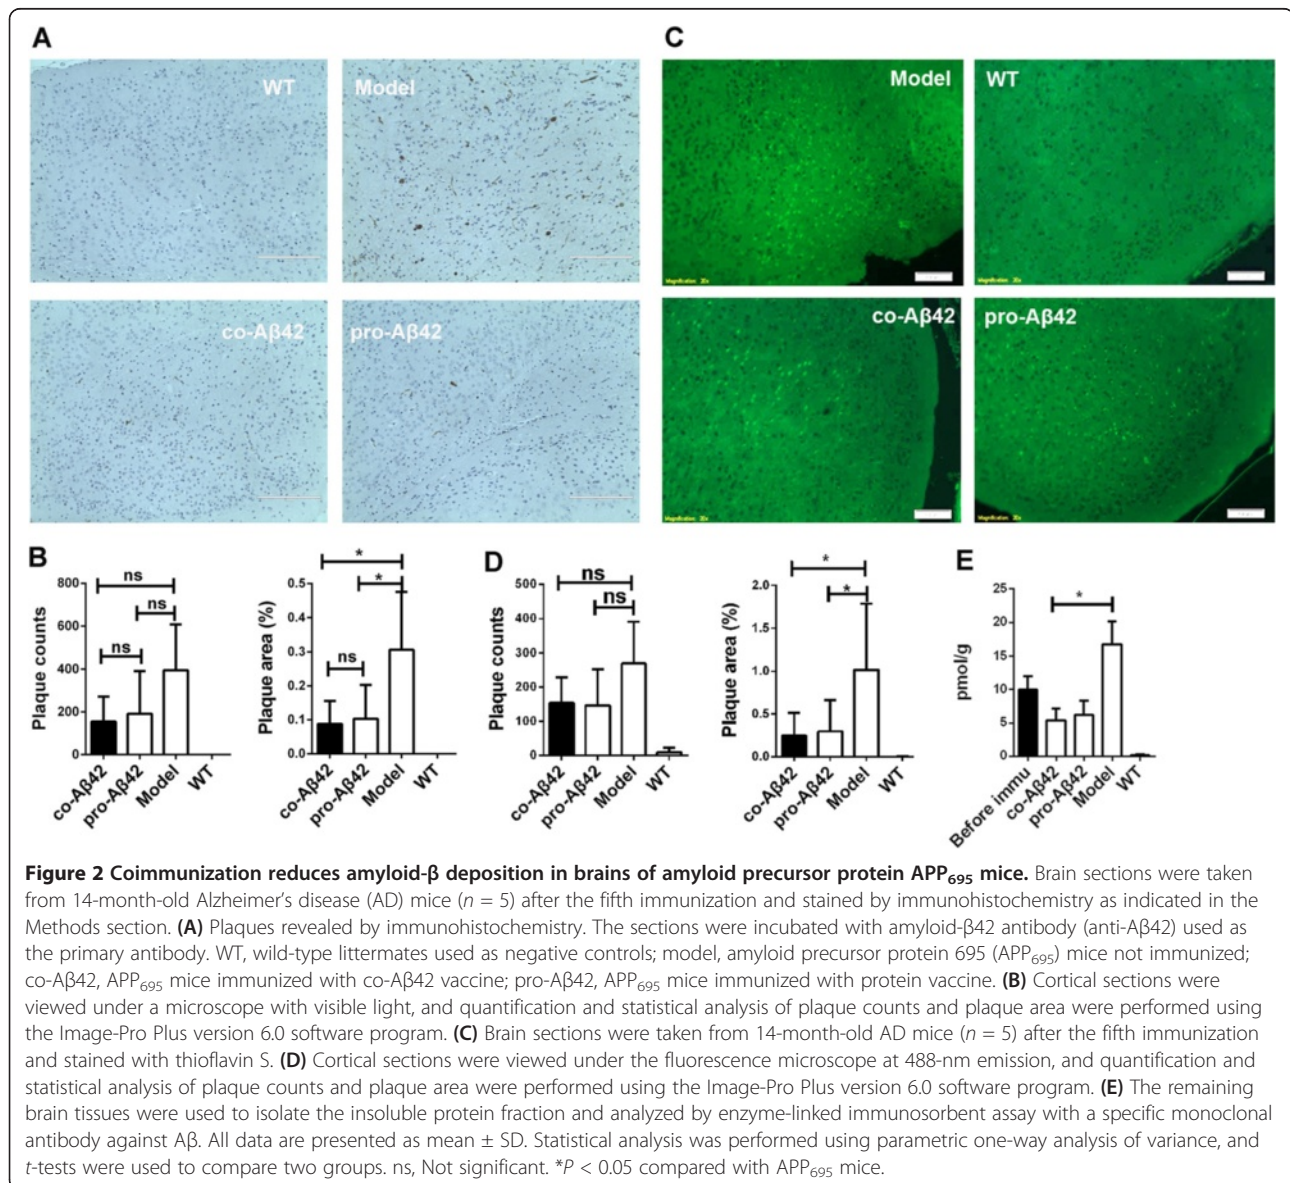 A
C
WT
Model
Model
WT
co-Aβ42
pro-Aβ42
co-Aβ42
pro-Aβ42
B
Plaque counts
800
600
400
200
0
ns
ns
ns
co-Aβ42
pro-Aβ42
Model
WT
Plaque area (%)
0.5
0.4
0.3
0.2
0.1
0.0
*
*
ns
co-Aβ42
pro-Aβ42
Model
WT
D
Plaque counts
500
400
300
200
100
0
ns
ns
co-Aβ42
pro-Aβ42
Model
WT
Plaque area (%)
2.0
1.5
1.0
0.5
0.0
*
*
co-Aβ42
pro-Aβ42
Model
WT
E
pmol/g
25
20
15
10
5
0
*
Before immu
co-Aβ42
pro-Aβ42
Model
WT
Figure 2 Coimmunization reduces amyloid-β deposition in brains of amyloid precursor protein APP695 mice. Brain sections were taken
from 14-month-old Alzheimer's disease (AD) mice (n = 5) after the fifth immunization and stained by immunohistochemistry as indicated in the
Methods section. (A) Plaques revealed by immunohistochemistry. The sections were incubated with amyloid-β42 antibody (anti-Aβ42) used as
the primary antibody. WT, wild-type littermates used as negative controls; model, amyloid precursor protein 695 (APP695) mice not immunized;
co-Aβ42, APP695 mice immunized with co-Aβ42 vaccine; pro-Aβ42, APP695 mice immunized with protein vaccine. (B) Cortical sections were
viewed under a microscope with visible light, and quantification and statistical analysis of plaque counts and plaque area were performed using
the Image-Pro Plus version 6.0 software program. (C) Brain sections were taken from 14-month-old AD mice (n = 5) after the fifth immunization
and stained with thioflavin S. (D) Cortical sections were viewed under the fluorescence microscope at 488-nm emission, and quantification and
statistical analysis of plaque counts and plaque area were performed using the Image-Pro Plus version 6.0 software program. (E) The remaining
brain tissues were used to isolate the insoluble protein fraction and analyzed by enzyme-linked immunosorbent assay with a specific monoclonal
antibody against Aβ. All data are presented as mean ± SD. Statistical analysis was performed using parametric one-way analysis of variance, and
t-tests were used to compare two groups. ns, Not significant. *P < 0.05 compared with APP695 mice.